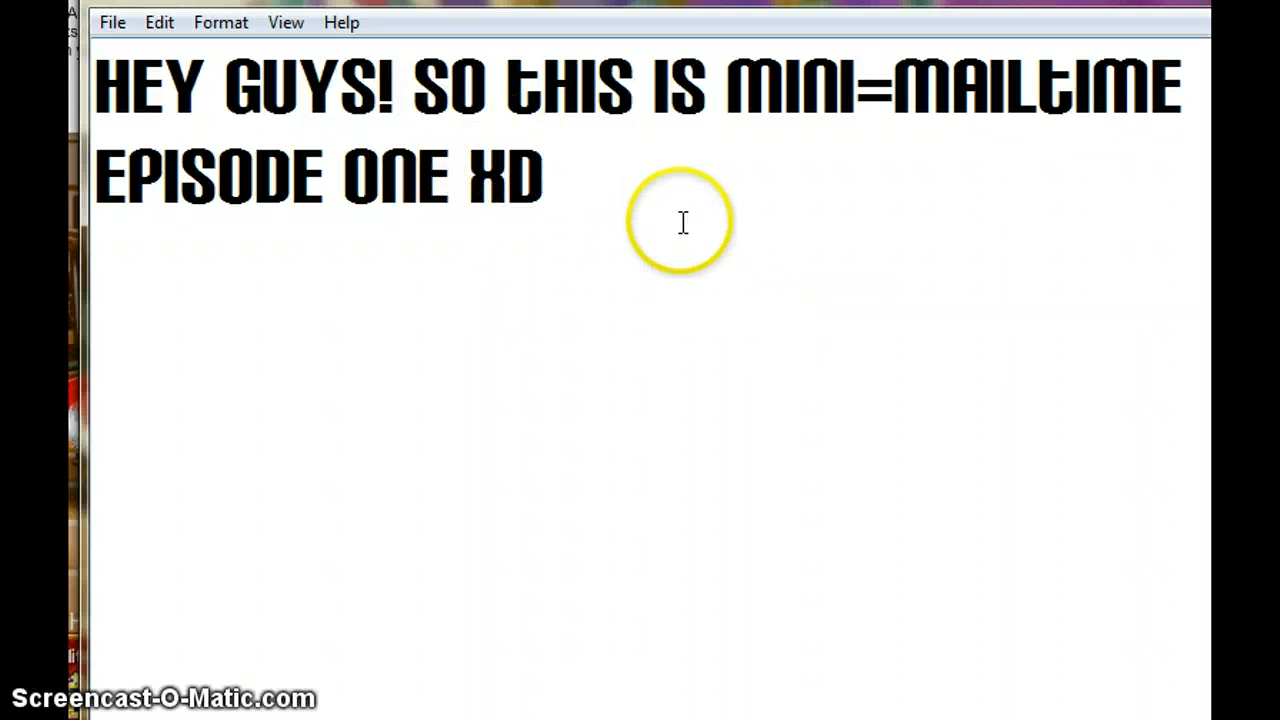 File Edit Format View Help
HEY GUYS! SO tHIS IS MINI=MAILtIME
EPISODE ONE XD
Screencast-O-Matic.com